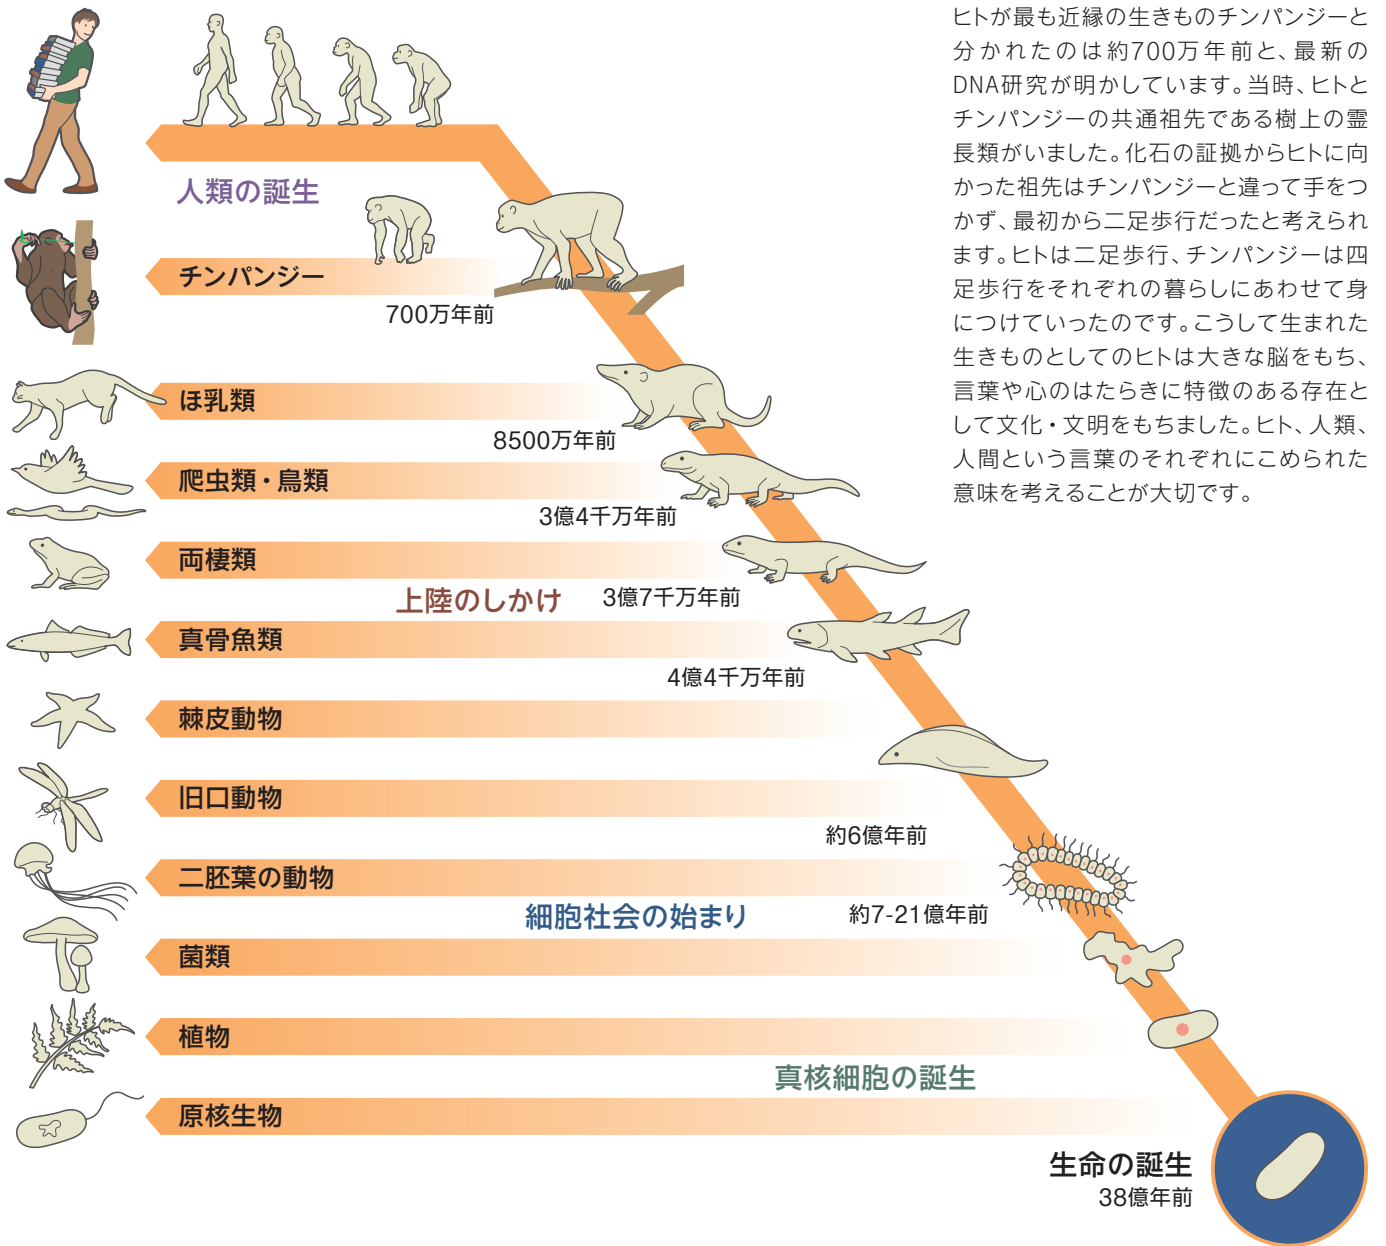 ヒトが最も近縁の生きものチンパンジーと
分かれたのは約700万年前と、最新の
DNA研究が明かしています。当時、ヒトと
チンパンジーの共通祖先である樹上の霊
長類がいました。化石の証拠からヒトに向
かった祖先はチンパンジーと違って手をつ
かず、最初から二足歩行だったと考えられ
ます。ヒトは二足歩行、チンパンジーは四
足歩行をそれぞれの暮らしにあわせて身
につけていったのです。こうして生まれた
生きものとしてのヒトは大きな脳をもち、
言葉や心のはたらきに特徴のある存在と
して文化・文明をもちました。ヒト、人類、
人間という言葉のそれぞれにこめられた
意味を考えることが大切です。
人類の誕生
チンパンジー
700万年前
ほ乳類
8500万年前
爬虫類・鳥類
3億4千万年前
両棲類
上陸のしかけ
3億7千万年前
真骨魚類
4億4千万年前
棘皮動物
旧口動物
約6億年前
二胚葉の動物
細胞社会の始まり
約7-21億年前
菌類
植物
真核細胞の誕生
原核生物
生命の誕生
38億年前